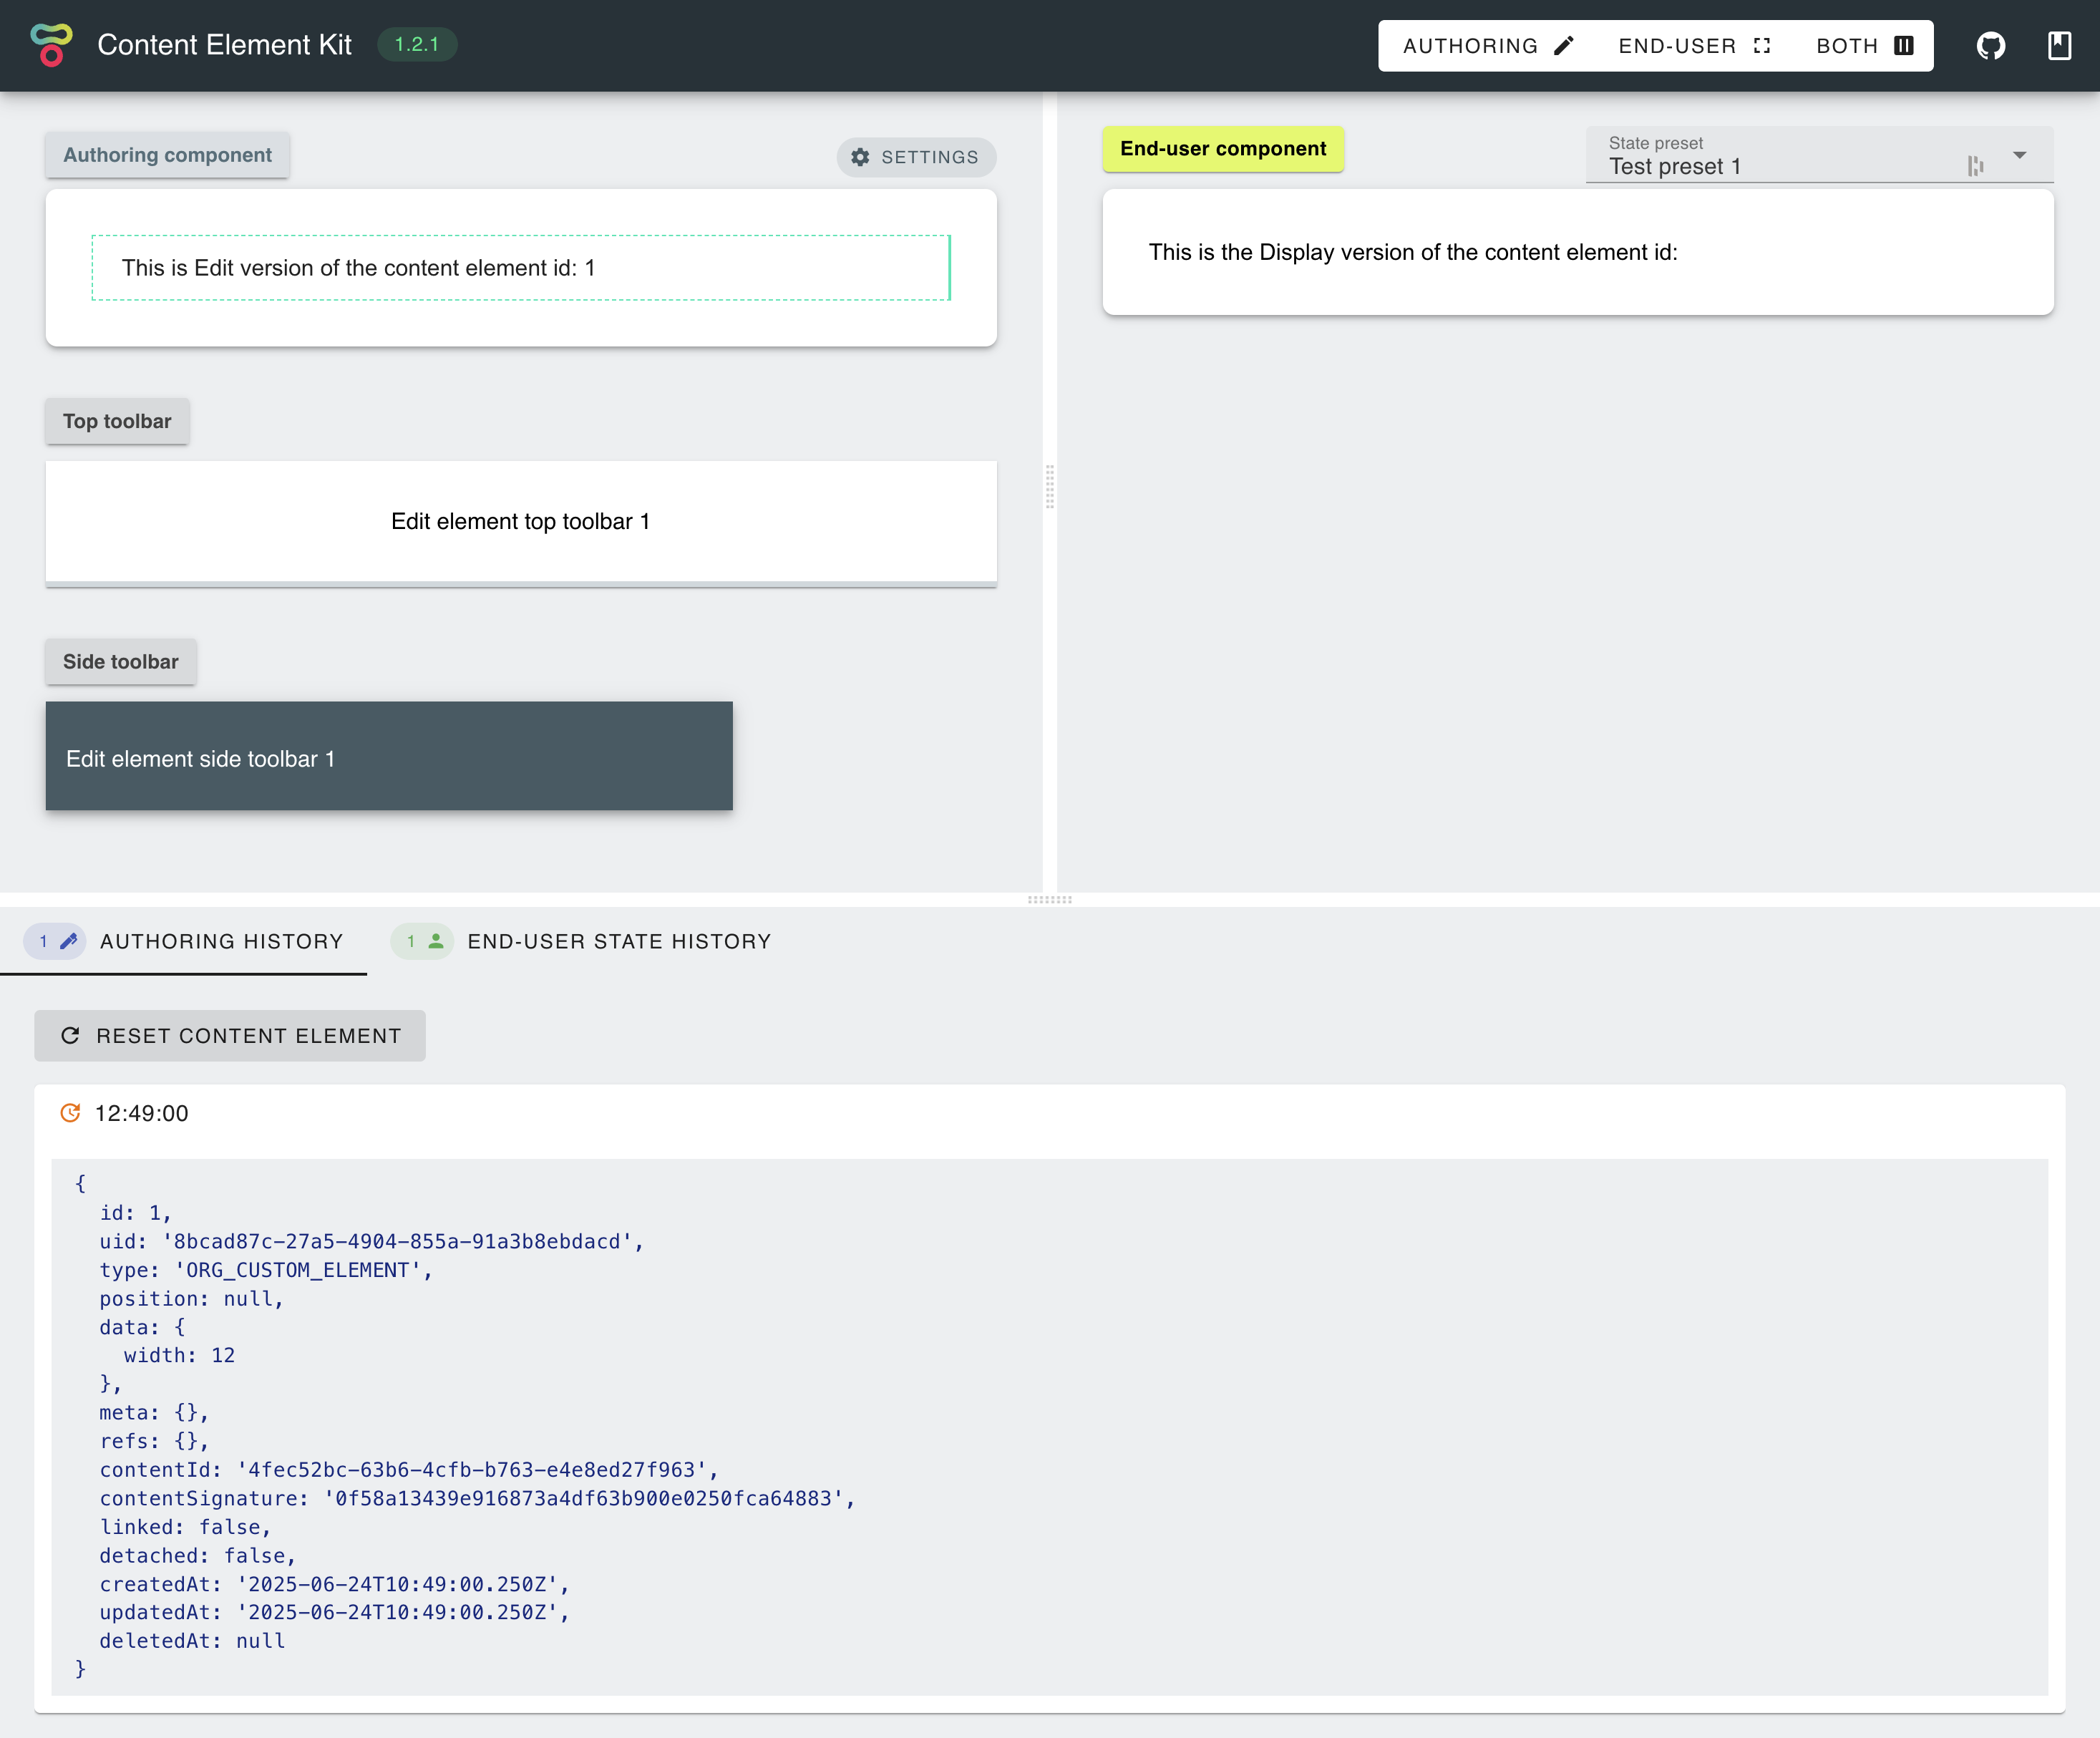 Content Element Kit
1.2.1
AUTHORING
END-USER
BOTH
Authoring component
SETTINGS
This is Edit version of the content element id: 1
Top toolbar
Edit element top toolbar 1
Side toolbar
Edit element side toolbar 1
End-user component
State preset
Test preset 1
This is the Display version of the content element id:
1
AUTHORING HISTORY
1
END-USER STATE HISTORY
RESET CONTENT ELEMENT
12:49:00
{
id: 1,
uid: '8bcad87c-27a5-4904-855a-91a3b8ebdacd',
type: 'ORG_CUSTOM_ELEMENT',
position: null,
data: {
width: 12
},
meta: {},
refs: {},
contentId: '4fec52bc-63b6-4cfb-b763-e4e8ed27f963',
contentSignature: '0f58a13439e916873a4df63b900e0250fca64883',
linked: false,
detached: false,
createdAt: '2025-06-24T10:49:00.250Z',
updatedAt: '2025-06-24T10:49:00.250Z',
deletedAt: null
}